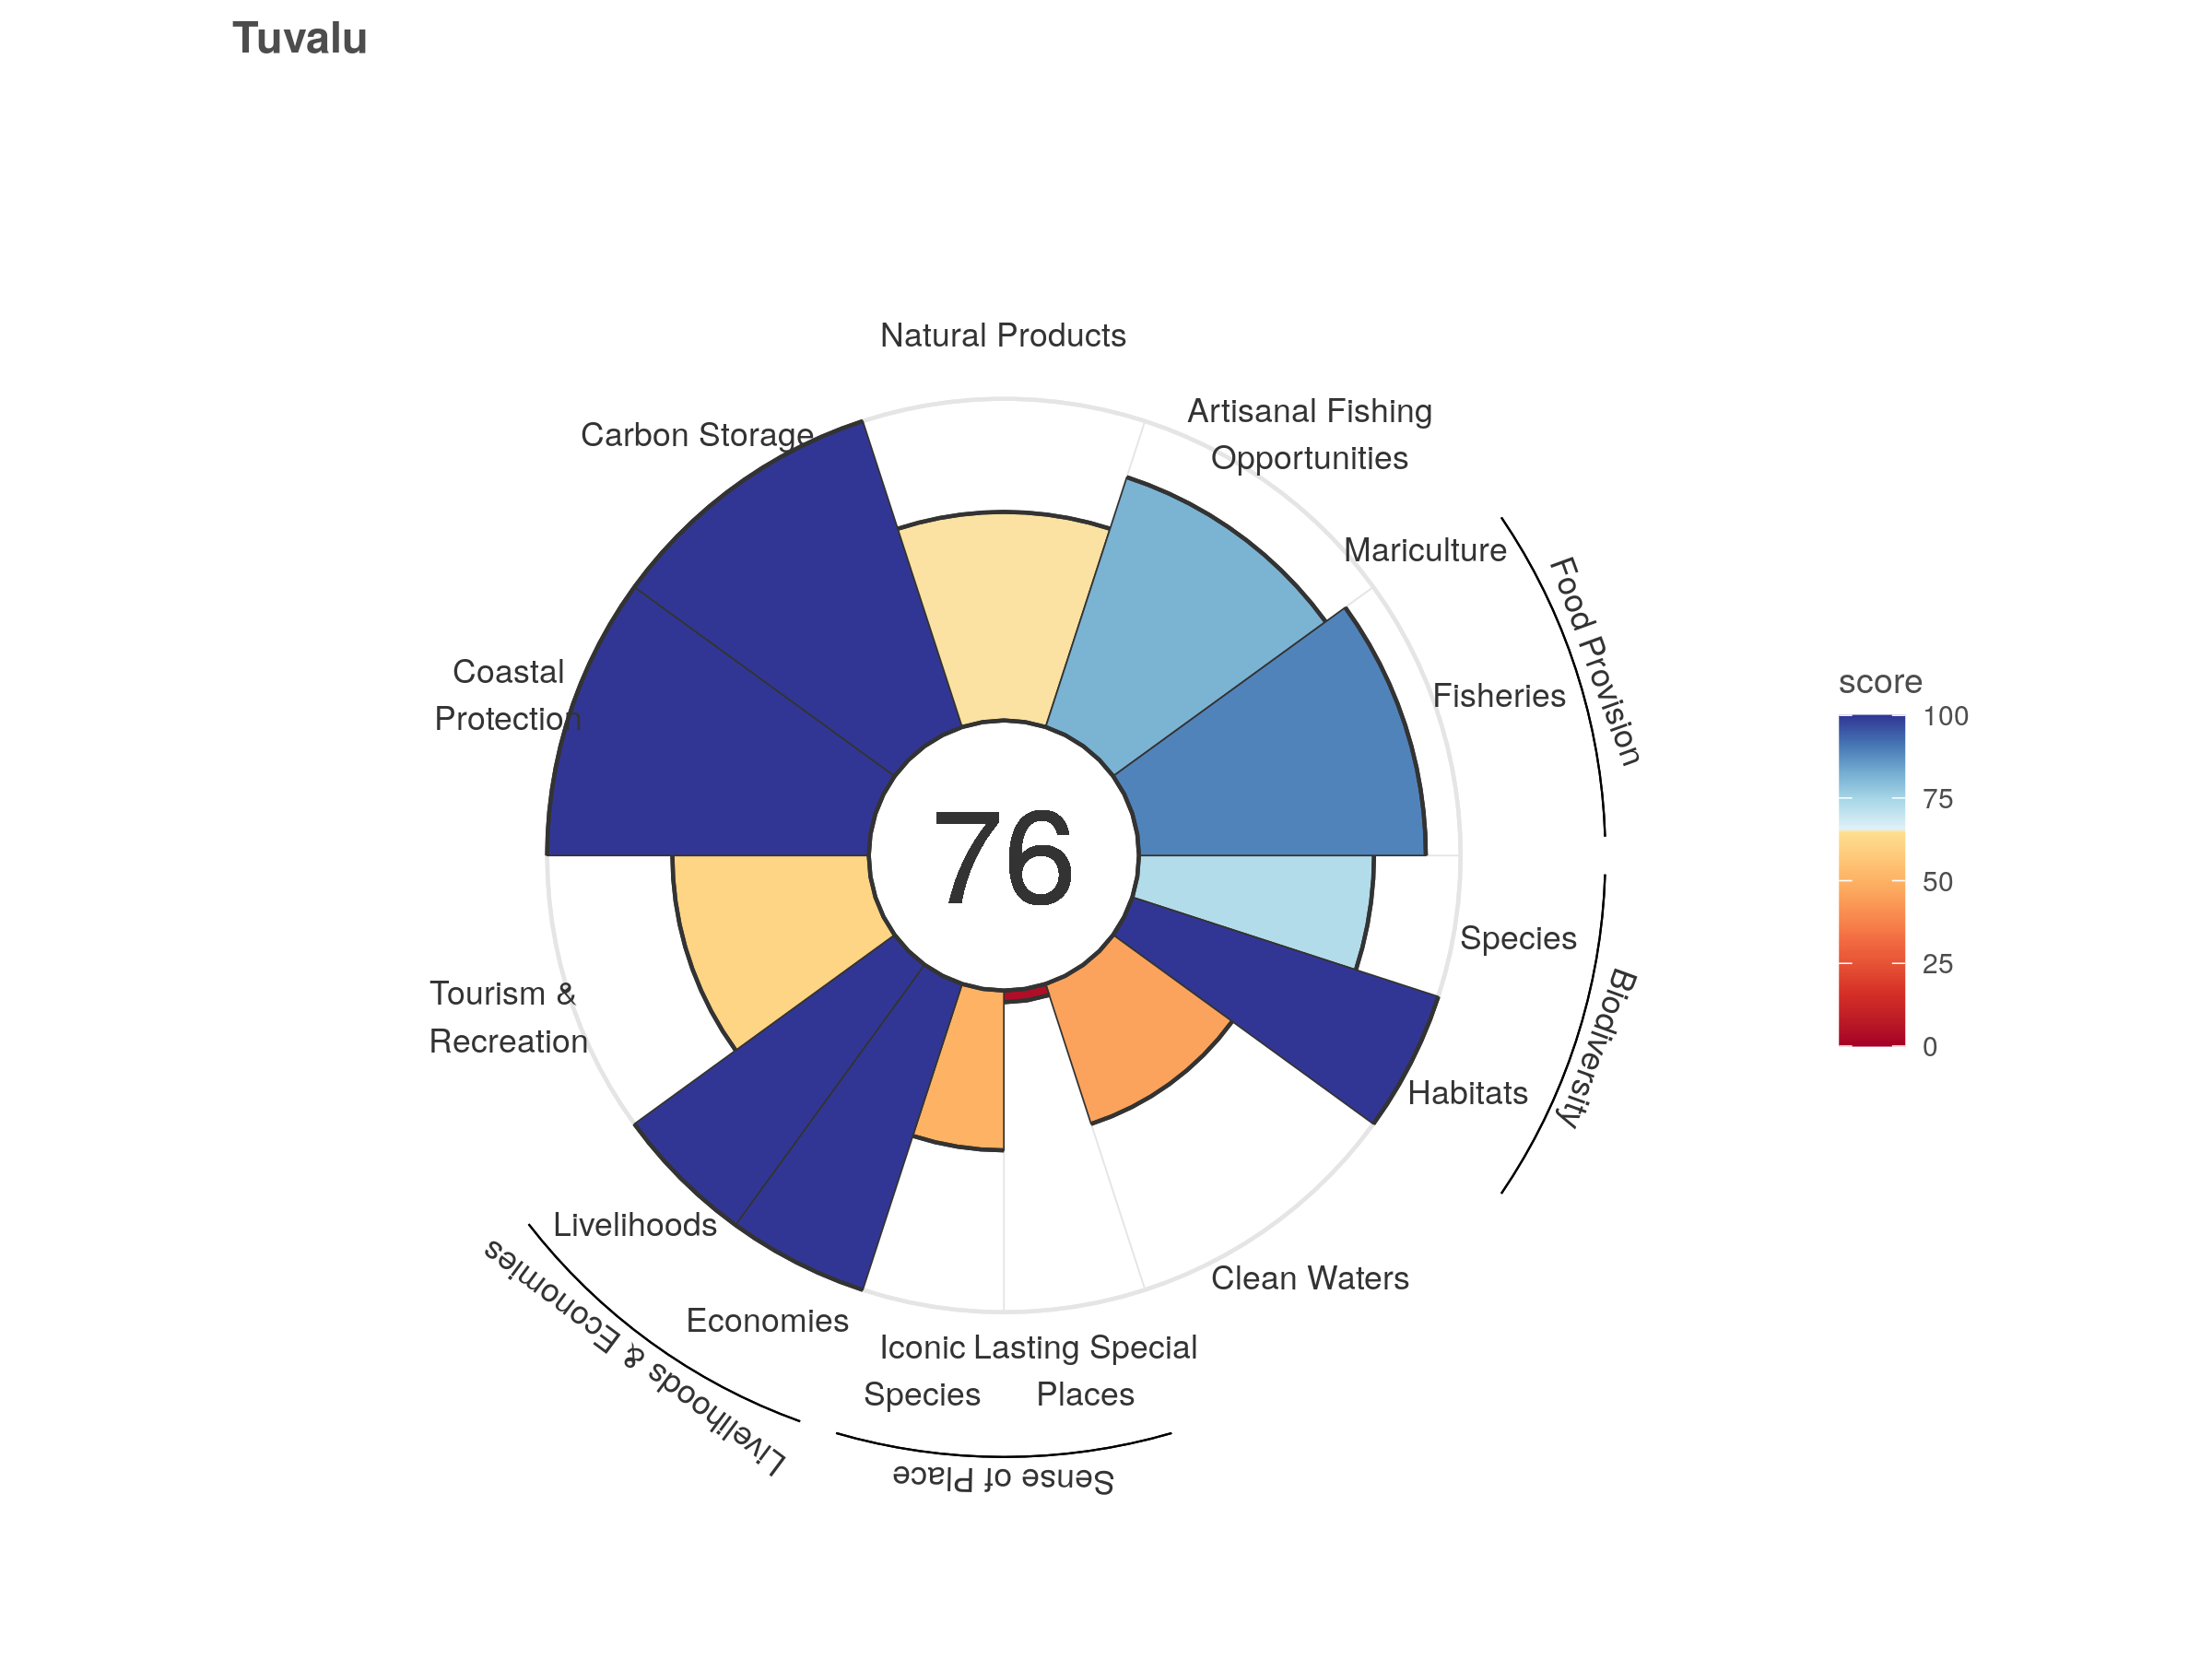 Tuvalu
Natural Products
Artisanal Fishing
Opportunities
Carbon Storage
Mariculture
Food Provision
Fisheries
Coastal
Protection
76
score
100
75
50
25
0
Species
Biodiversity
Habitats
Tourism &
Recreation
Livelihoods
Economies
Livelihoods & Economies
Clean Waters
Iconic
Species
Lasting Special
Places
Sense of Place